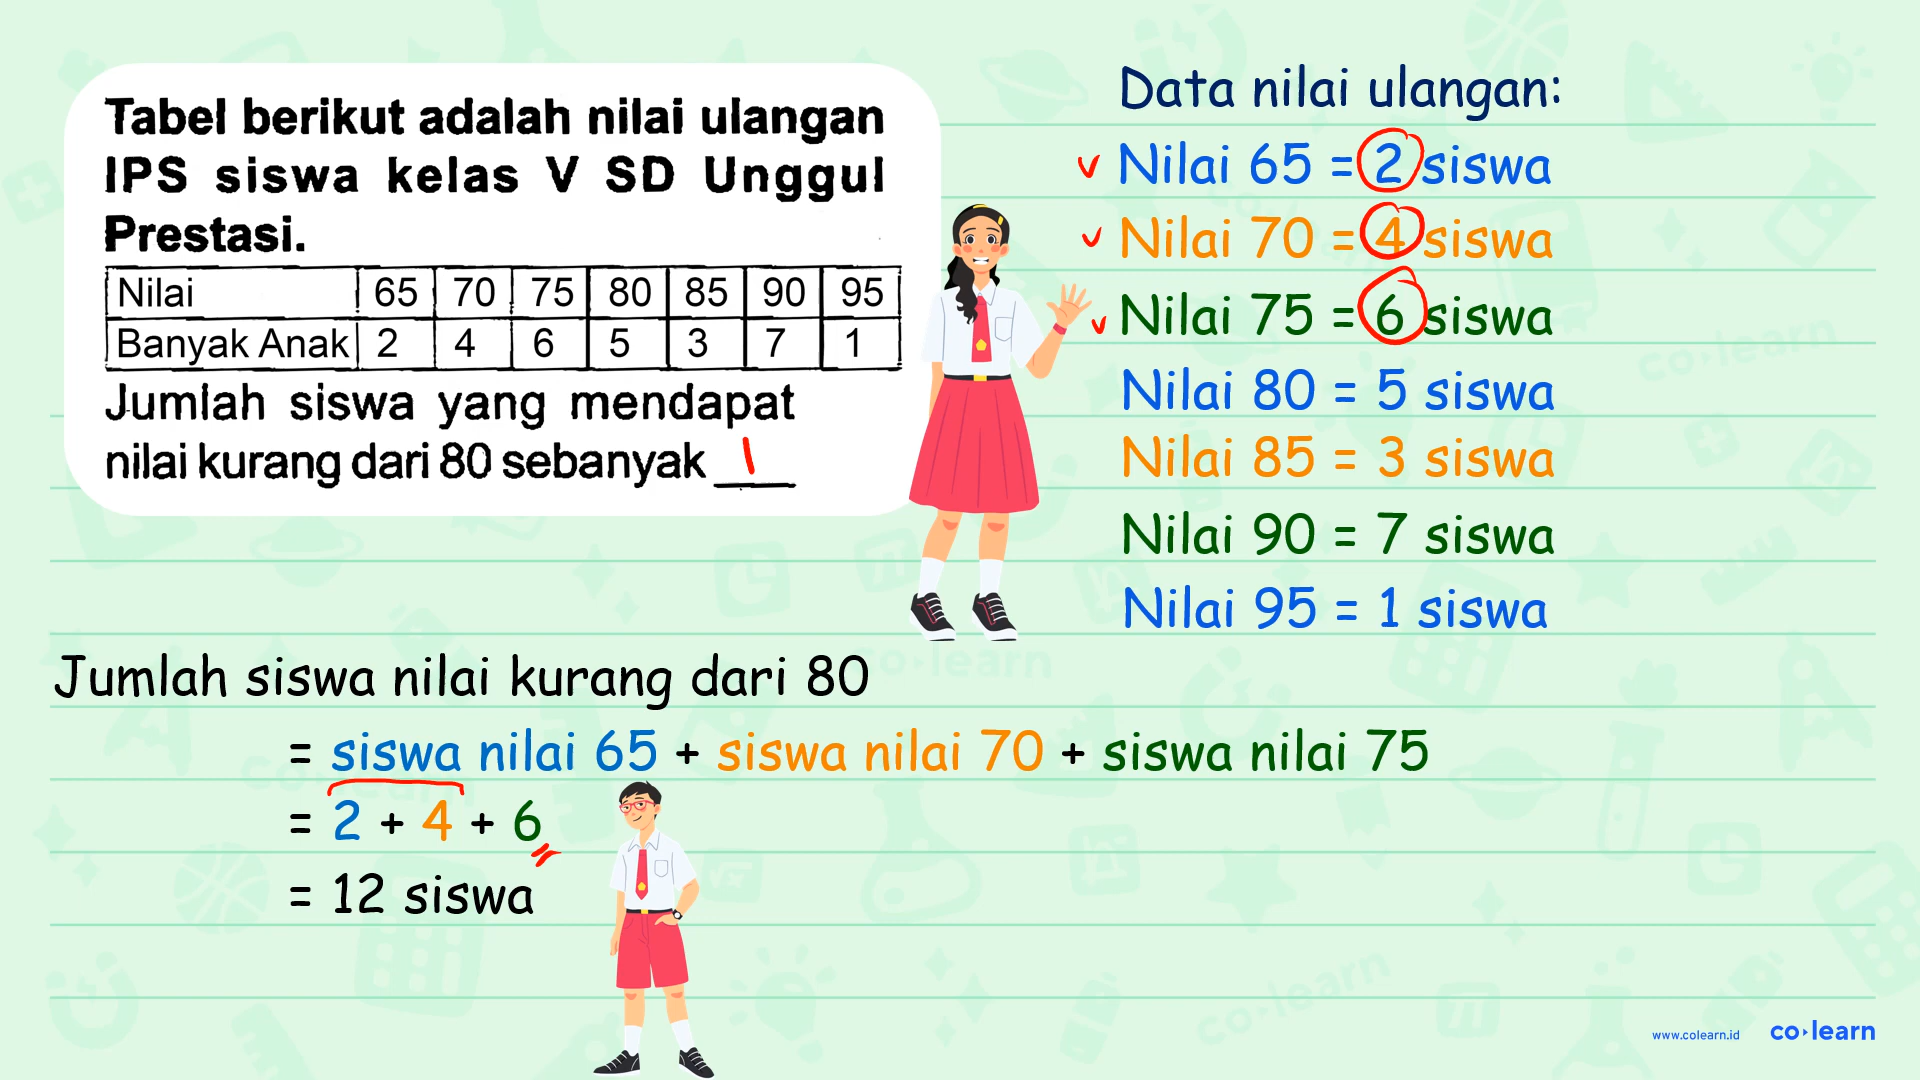 Tabel berikut adalah nilai ulangan
IPS siswa kelas V SD Unggul
Prestasi.
Nilai 65 70 75 80 85 90 95
Banyak Anak 2 4 6 5 3 7 1
Jumlah siswa yang mendapat
nilai kurang dari 80 sebanyak ___
Data nilai ulangan:
Nilai 65 = 2 siswa
Nilai 70 = 4 siswa
Nilai 75 = 6 siswa
Nilai 80 = 5 siswa
Nilai 85 = 3 siswa
Nilai 90 = 7 siswa
Nilai 95 = 1 siswa
Jumlah siswa nilai kurang dari 80
= siswa nilai 65 + siswa nilai 70 + siswa nilai 75
= 2 + 4 + 6
= 12 siswa
www.colearn.id co·learn